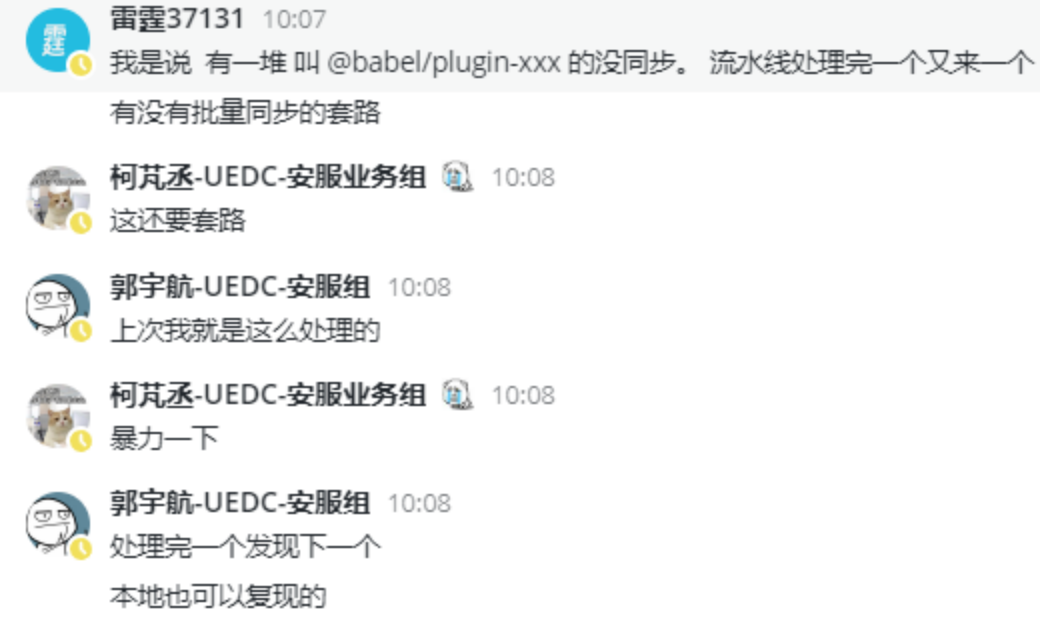 霆
雷霆37131 10:07
我是说 有一堆 叫 @babel/plugin-xxx 的没同步。 流水线处理完一个又来一个
有没有批量同步的套路
柯芃丞-UEDC-安服业务组 10:08
这还要套路
郭宇航-UEDC-安服组 10:08
上次我就是这么处理的
柯芃丞-UEDC-安服业务组 10:08
暴力一下
郭宇航-UEDC-安服组 10:08
处理完一个发现下一个
本地也可以复现的